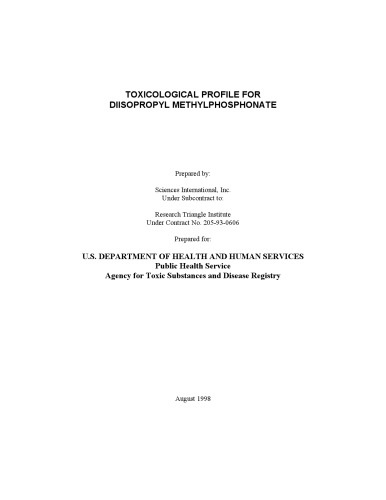 TOXICOLOGICAL PROFILE FOR
DIISOPROPYL METHYLPHOSPHONATE
Prepared by:
Sciences International, Inc.
Under Subcontract to:
Research Triangle Institute
Under Contract No. 205-93-0606
Prepared for:
U.S. DEPARTMENT OF HEALTH AND HUMAN SERVICES
Public Health Service
Agency for Toxic Substances and Disease Registry
August 1998